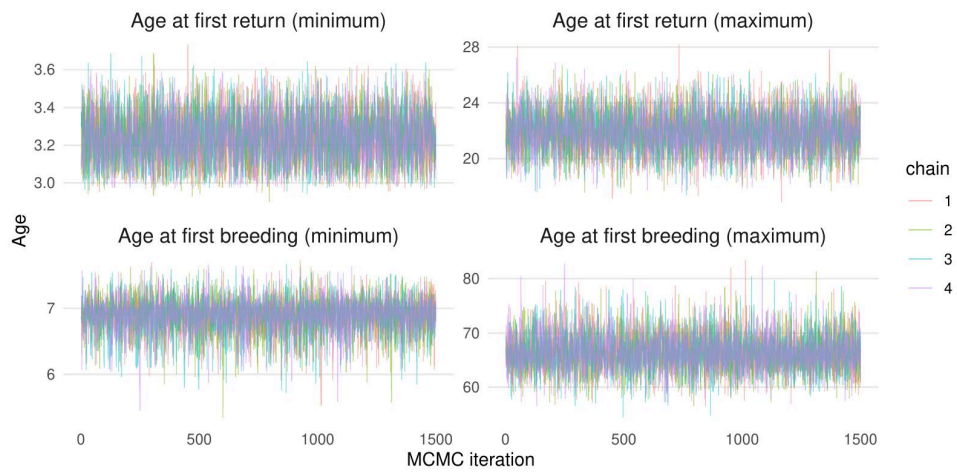 Age at first return (minimum)
Age at first return (maximum)
3.6
3.4
3.2
3.0
28
24
20
Age at first breeding (minimum)
Age at first breeding (maximum)
7
6
80
70
60
0 500 1000 1500
0 500 1000 1500
MCMC iteration
Age
chain
1
2
3
4